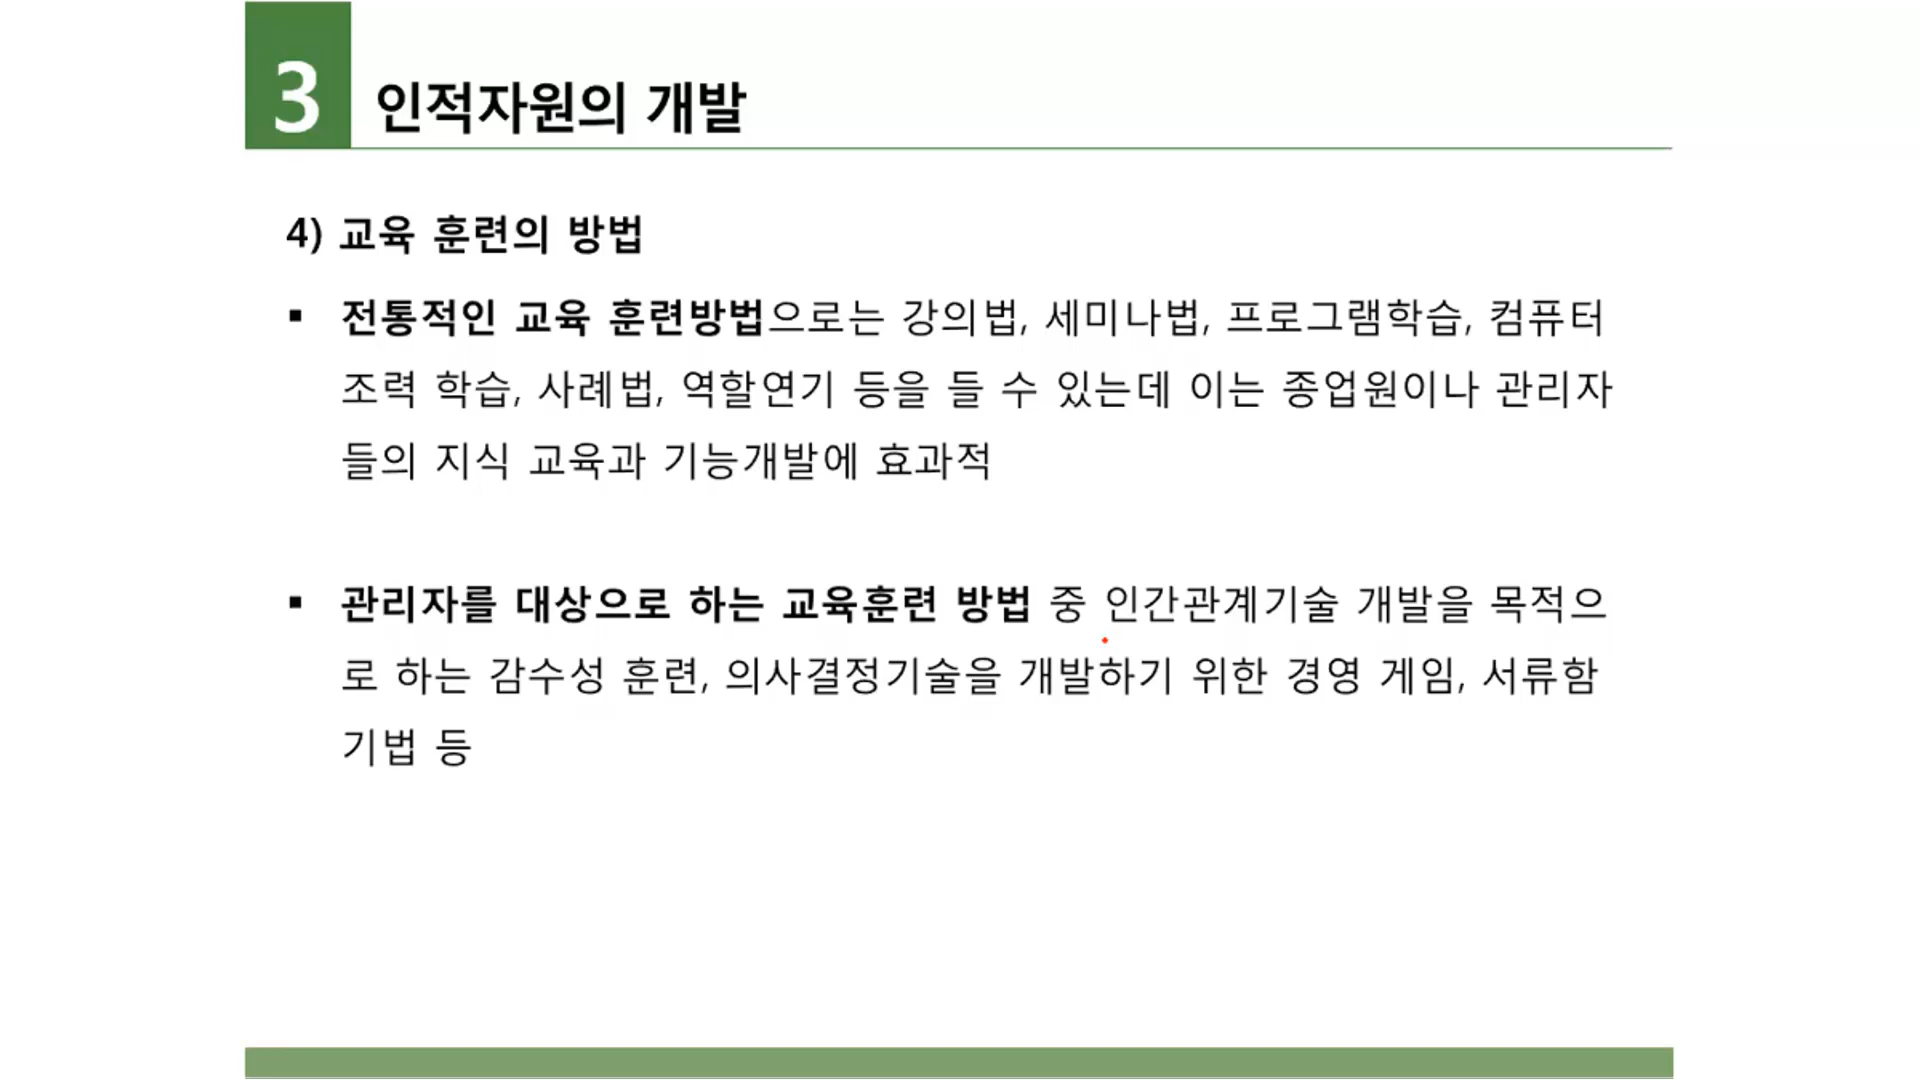 3 인적자원의 개발
4) 교육 훈련의 방법
▪ 전통적인 교육 훈련방법으로는 강의법, 세미나법, 프로그램학습, 컴퓨터
조력 학습, 사례법, 역할연기 등을 들 수 있는데 이는 종업원이나 관리자
들의 지식 교육과 기능개발에 효과적
▪ 관리자를 대상으로 하는 교육훈련 방법 중 인간관계기술 개발을 목적으
로 하는 감수성 훈련, 의사결정기술을 개발하기 위한 경영 게임, 서류함
기법 등